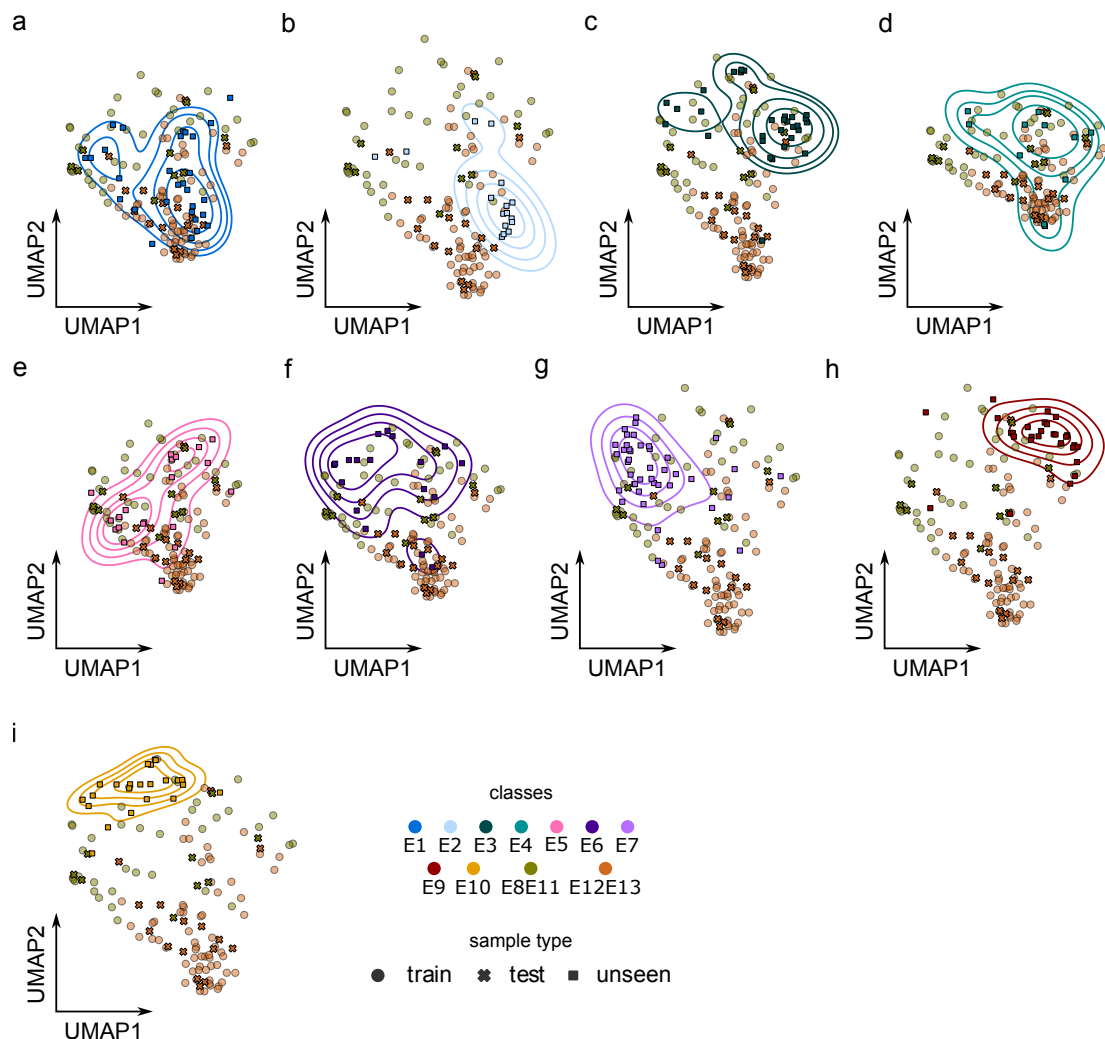 a b c d
UMAP2 UMAP2 UMAP2 UMAP2
UMAP1 UMAP1 UMAP1 UMAP1
e f g h
UMAP2 UMAP2 UMAP2 UMAP2
UMAP1 UMAP1 UMAP1 UMAP1
i
classes
E1 E2 E3 E4 E5 E6 E7
E9 E10 E8E11 E12E13
sample type
train test unseen
UMAP2
UMAP1